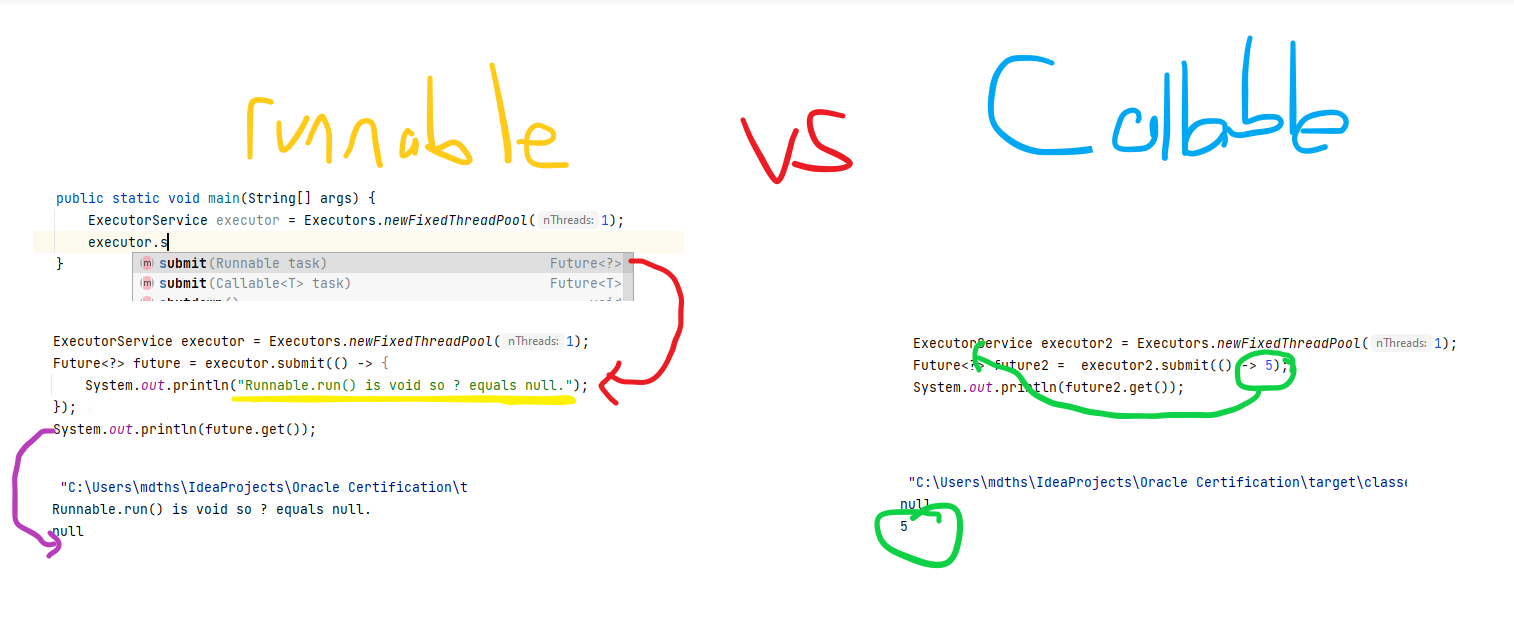 runnable
vs
Callable
public static void main(String[] args) {
ExecutorService executor = Executors.newFixedThreadPool( nThreads: 1);
executor.s
}
submit(Runnable task) Future<?>
submit(Callable<T> task) Future<T>
ExecutorService executor = Executors.newFixedThreadPool( nThreads: 1);
Future<?> future = executor.submit(() -> {
System.out.println("Runnable.run() is void so ? equals null.");
});
System.out.println(future.get());
"C:\Users\mdths\IdeaProjects\Oracle Certification\t
Runnable.run() is void so ? equals null.
null
ExecutorService executor2 = Executors.newFixedThreadPool( nThreads: 1);
Future<?> future2 = executor2.submit(() -> 5);
System.out.println(future2.get());
"C:\Users\mdths\IdeaProjects\Oracle Certification\target\classe
null
5